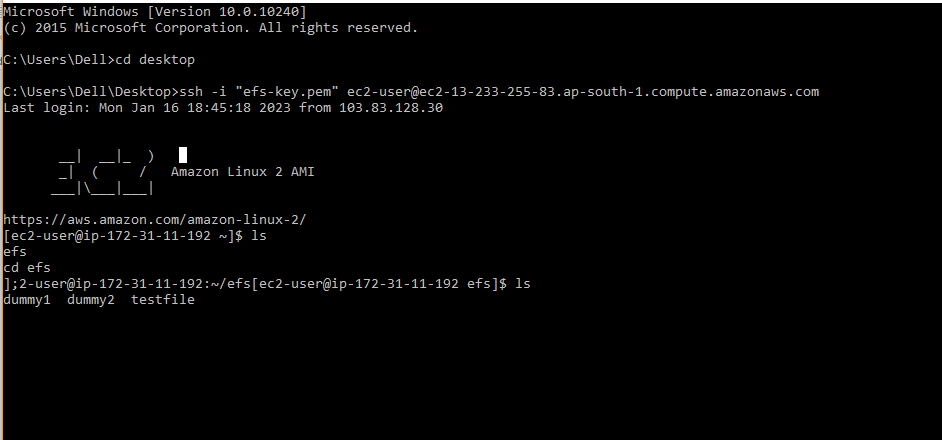 Microsoft Windows [Version 10.0.10240]
(c) 2015 Microsoft Corporation. All rights reserved.
C:\Users\Dell>cd desktop
C:\Users\Dell\Desktop>ssh -i "efs-key.pem" ec2-user@ec2-13-233-255-83.ap-south-1.compute.amazonaws.com
Last login: Mon Jan 16 18:45:18 2023 from 103.83.128.30
       __|  __|_  )
       _|  (     /   Amazon Linux 2 AMI
      ___|\___|___|
https://aws.amazon.com/amazon-linux-2/
[ec2-user@ip-172-31-11-192 ~]$ ls
efs
cd efs
];2-user@ip-172-31-11-192:~/efs[ec2-user@ip-172-31-11-192 efs]$ ls
dummy1  dummy2  testfile